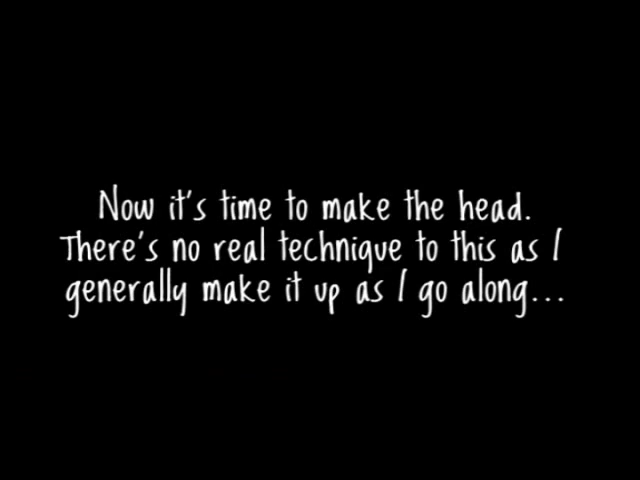 Now it's time to make the head.
There's no real technique to this as I
generally make it up as I go along...